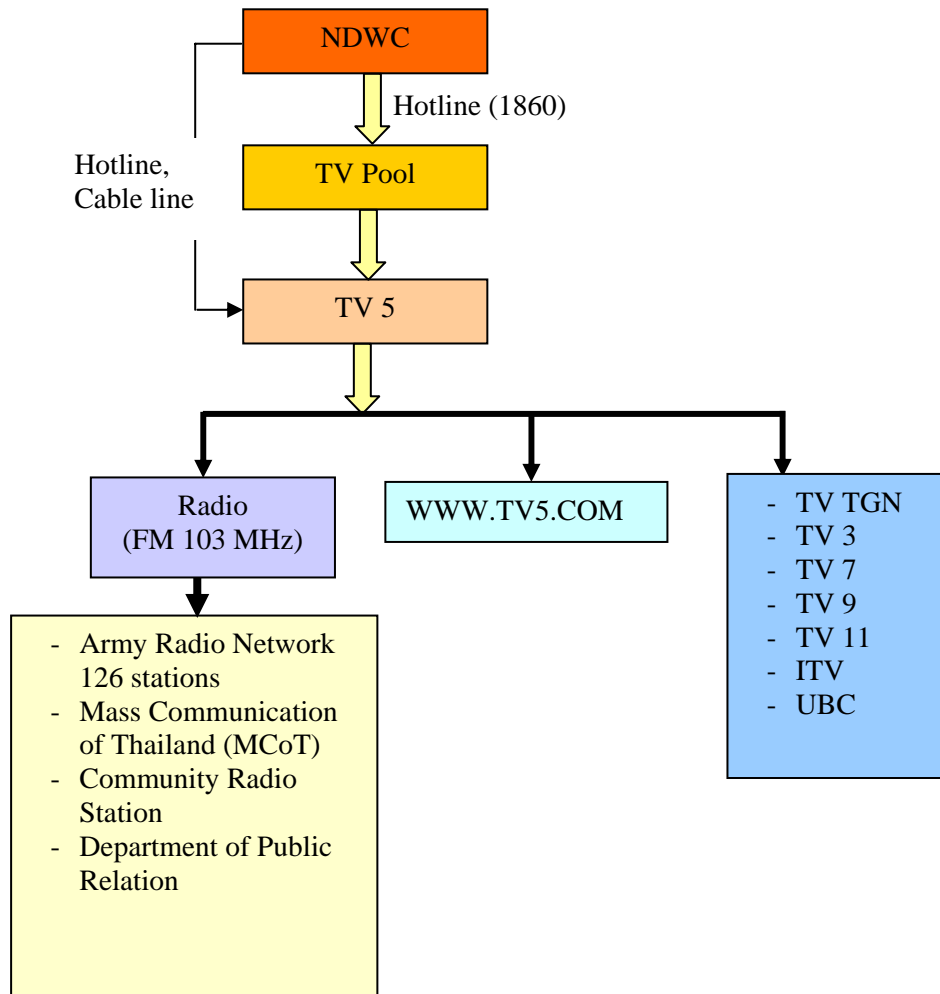 NDWC
Hotline (1860)
Hotline,
Cable line
TV Pool
TV 5
Radio
(FM 103 MHz)
WWW.TV5.COM
- TV TGN
- TV 3
- TV 7
- TV 9
- TV 11
- ITV
- UBC
- Army Radio Network
126 stations
- Mass Communication
of Thailand (MCoT)
- Community Radio
Station
- Department of Public
Relation